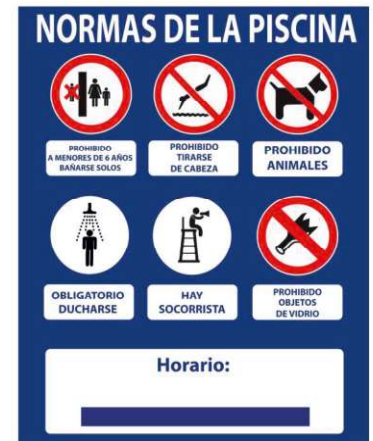 NORMAS DE LA PISCINA
PROHIBIDO
A MENORES DE 6 AÑOS
BAÑARSE SOLOS
PROHIBIDO
TIRARSE
DE CABEZA
PROHIBIDO
ANIMALES
OBLIGATORIO
DUCHARSE
HAY
SOCORRISTA
PROHIBIDO
OBJETOS
DE VIDRIO
Horario: